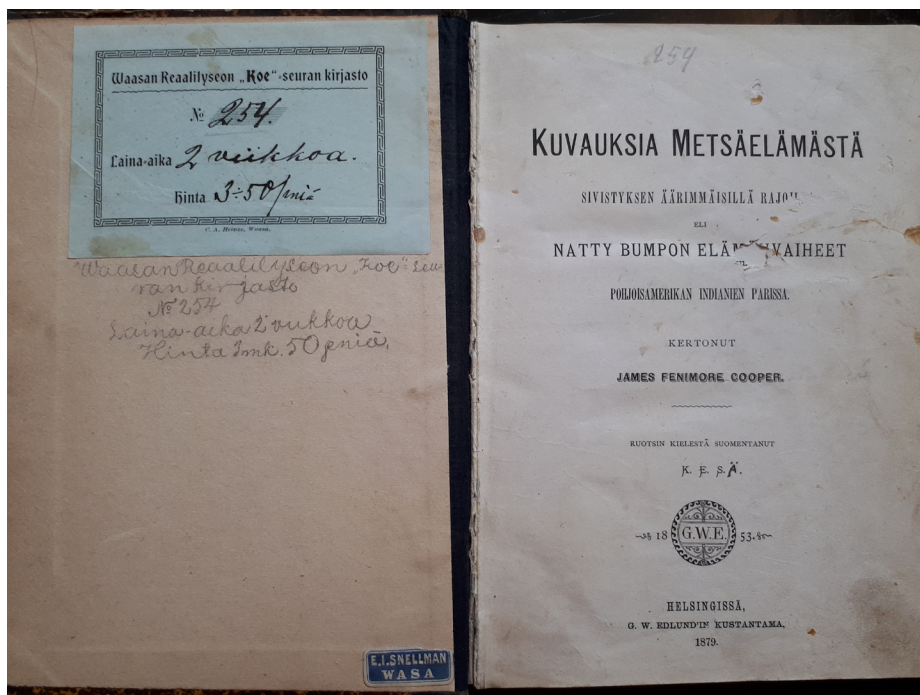 Waasan Reaalilyseon „Koe“-seuran kirjasto
№ 254.
Laina-aika 2 viikkoa.
Hinta 3:50 pniä
C. A. Heinze, Waasa.
Waasan Reaalilyseon „Koe“ seu-
ran kirjasto
№ 254
Laina-aika 2 viikkoa
Hinta 3mk. 50 pniä.
E.I.SNELLMAN
WASA
254
KUVAUKSIA METSÄELÄMÄSTÄ
SIVISTYKSEN ÄÄRIMMÄISILLÄ
ELI
NATTY BUMPON
POHJOISAMERIKAN INDIANIEN PARISSA.
KERTONUT
JAMES FENIMORE COOPER.
RUOTSIN KIELESTÄ SUOMENTANUT
K. E. S.Ä.
18 G.W.E. 53.
HELSINGISSÄ,
G. W. EDLUND'IN KUSTANTAMA,
1879.